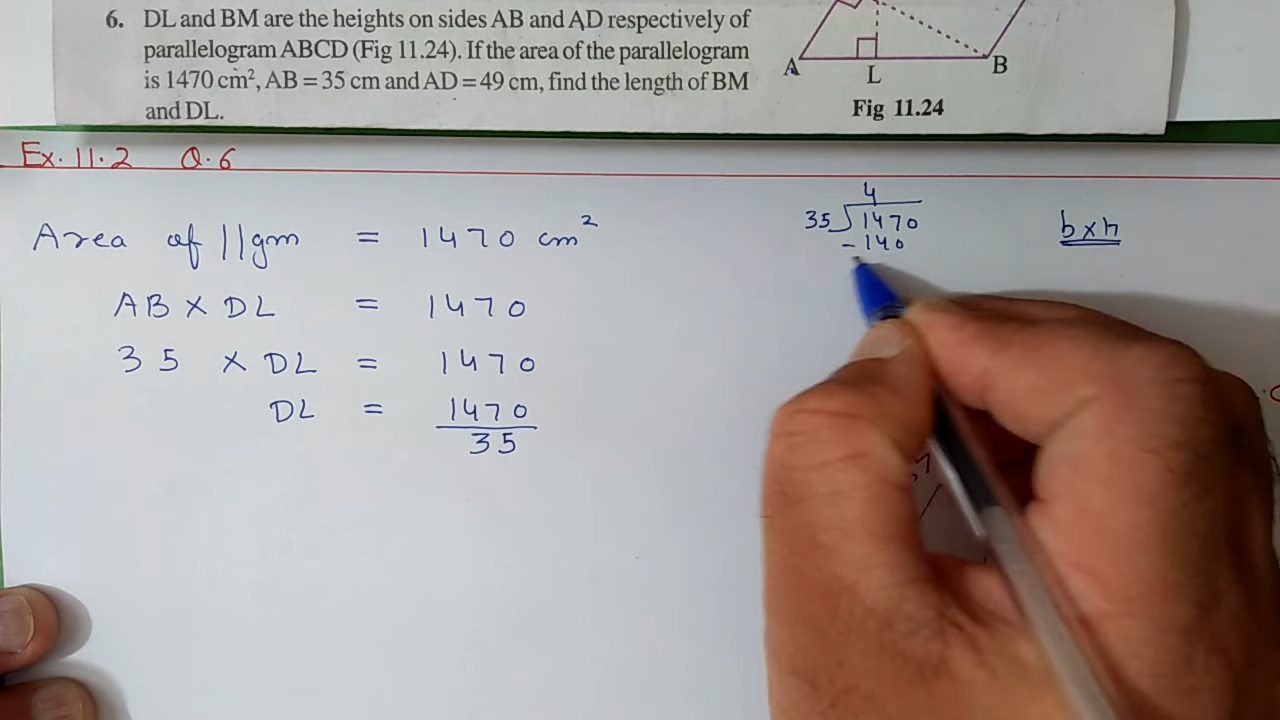 6. DL and BM are the heights on sides AB and AD respectively of
parallelogram ABCD (Fig 11.24). If the area of the parallelogram
is 1470 cm², AB = 35 cm and AD = 49 cm, find the length of BM
and DL.
A
L
B
Fig 11.24
Ex. 11.2 Q.6
Area of ||gm = 1470 cm²
AB × DL = 1470
35 × DL = 1470
DL = 1470
35
4
35 1470
- 140
b × h